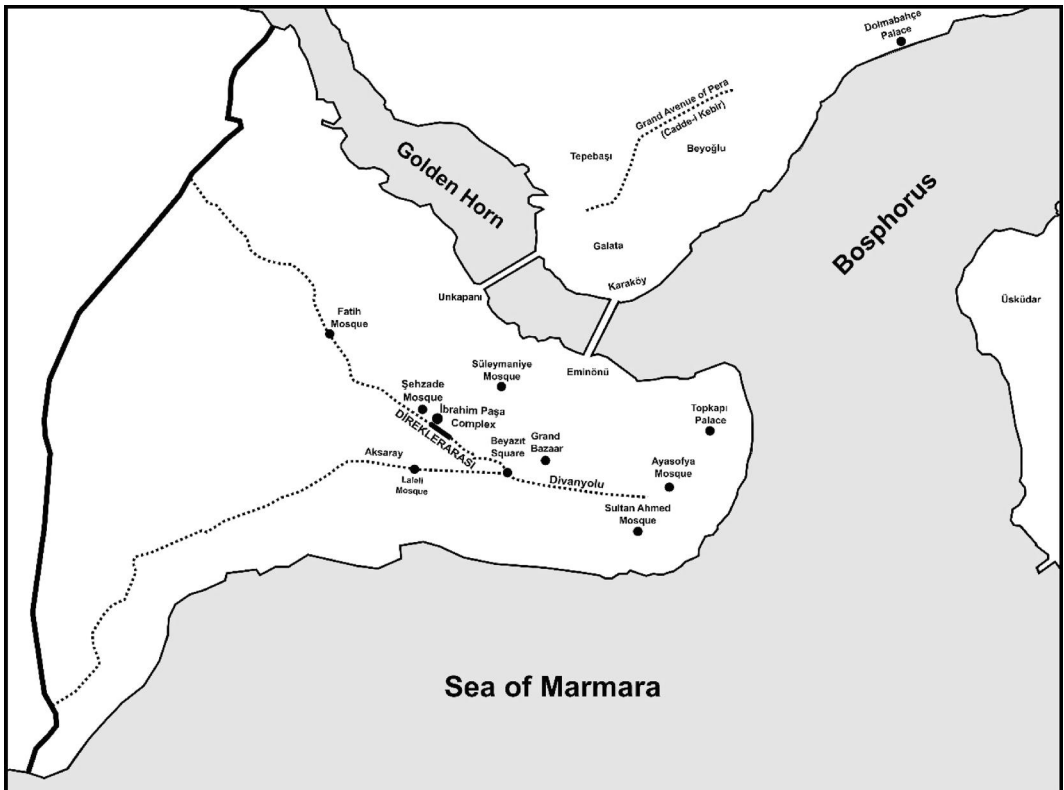 Dolmabahçe
Palace
Grand Avenue of Pera
(Cadde-i Kebir)
Tepebaşı
Beyoğlu
Golden Horn
Bosphorus
Galata
Karaköy
Unkapanı
Üsküdar
Fatih
Mosque
Süleymaniye
Mosque
Eminönü
Şehzade
Mosque
İbrahim Paşa
Complex
DİREKLERARASI
Topkapı
Palace
Beyazıt
Square
Grand
Bazaar
Aksaray
Laleli
Mosque
Divanyolu
Ayasofya
Mosque
Sultan Ahmed
Mosque
Sea of Marmara